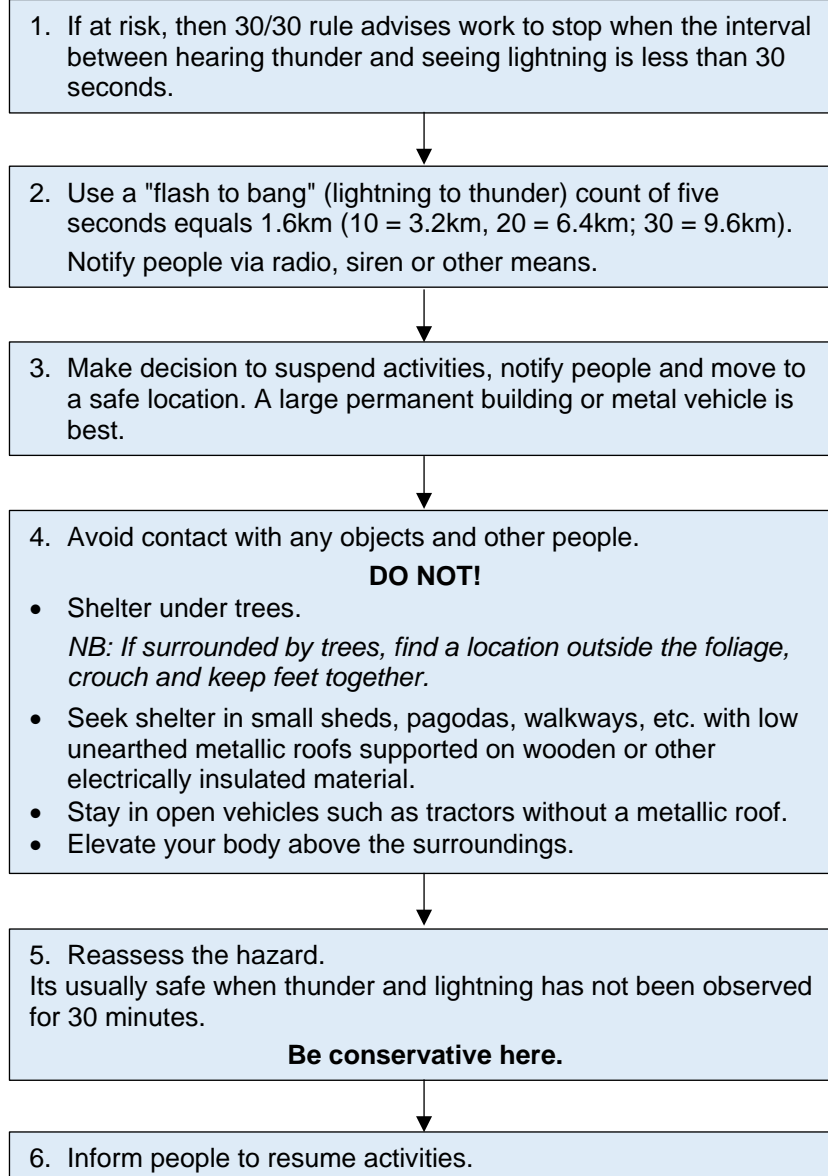 1. If at risk, then 30/30 rule advises work to stop when the interval
between hearing thunder and seeing lightning is less than 30
seconds.
2. Use a "flash to bang" (lightning to thunder) count of five
seconds equals 1.6km (10 = 3.2km, 20 = 6.4km; 30 = 9.6km).
Notify people via radio, siren or other means.
3. Make decision to suspend activities, notify people and move to
a safe location. A large permanent building or metal vehicle is
best.
4. Avoid contact with any objects and other people.
DO NOT!
• Shelter under trees.
NB: If surrounded by trees, find a location outside the foliage,
crouch and keep feet together.
• Seek shelter in small sheds, pagodas, walkways, etc. with low
unearthed metallic roofs supported on wooden or other
electrically insulated material.
• Stay in open vehicles such as tractors without a metallic roof.
• Elevate your body above the surroundings.
5. Reassess the hazard.
Its usually safe when thunder and lightning has not been observed
for 30 minutes.
Be conservative here.
6. Inform people to resume activities.